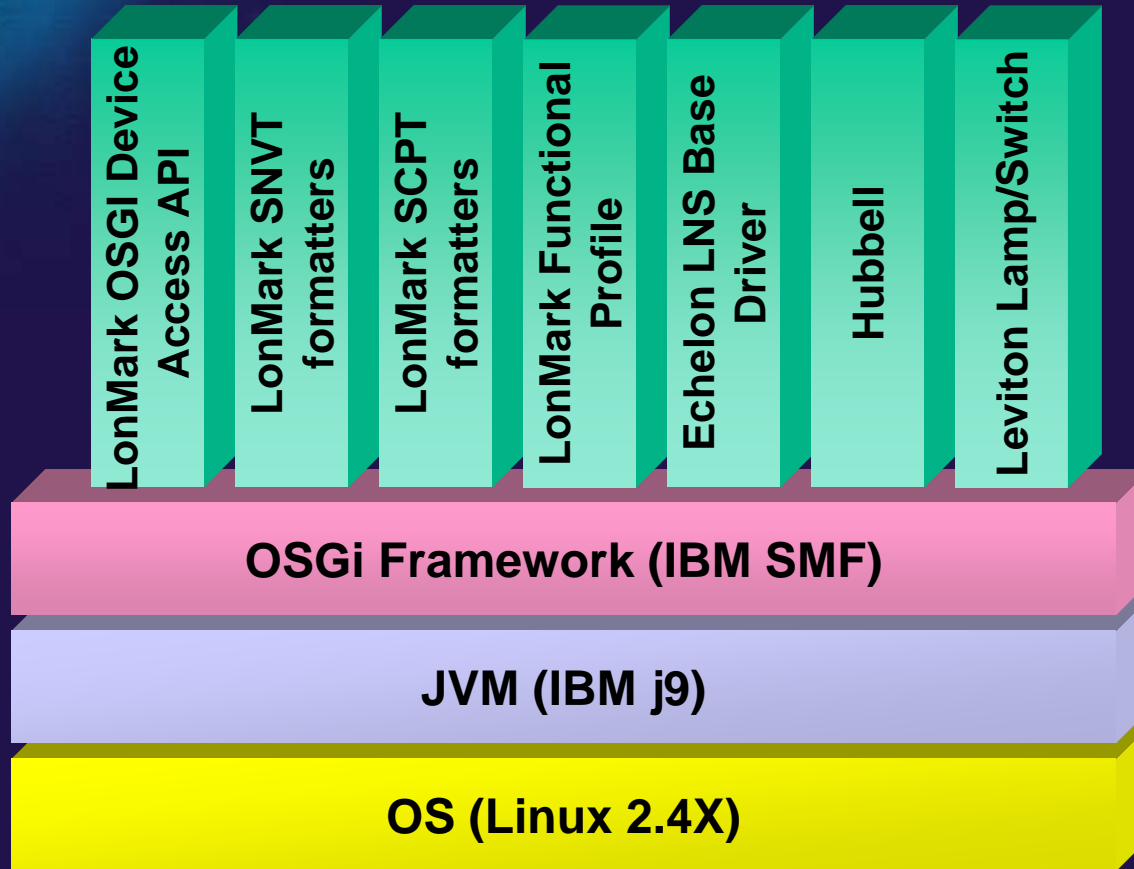 LonMark OSGI Device
Access API
LonMark SNVT
formatters
LonMark SCPT
formatters
LonMark Functional
Profile
Echelon LNS Base
Driver
Hubbell
Leviton Lamp/Switch
OSGi Framework (IBM SMF)
JVM (IBM j9)
OS (Linux 2.4X)